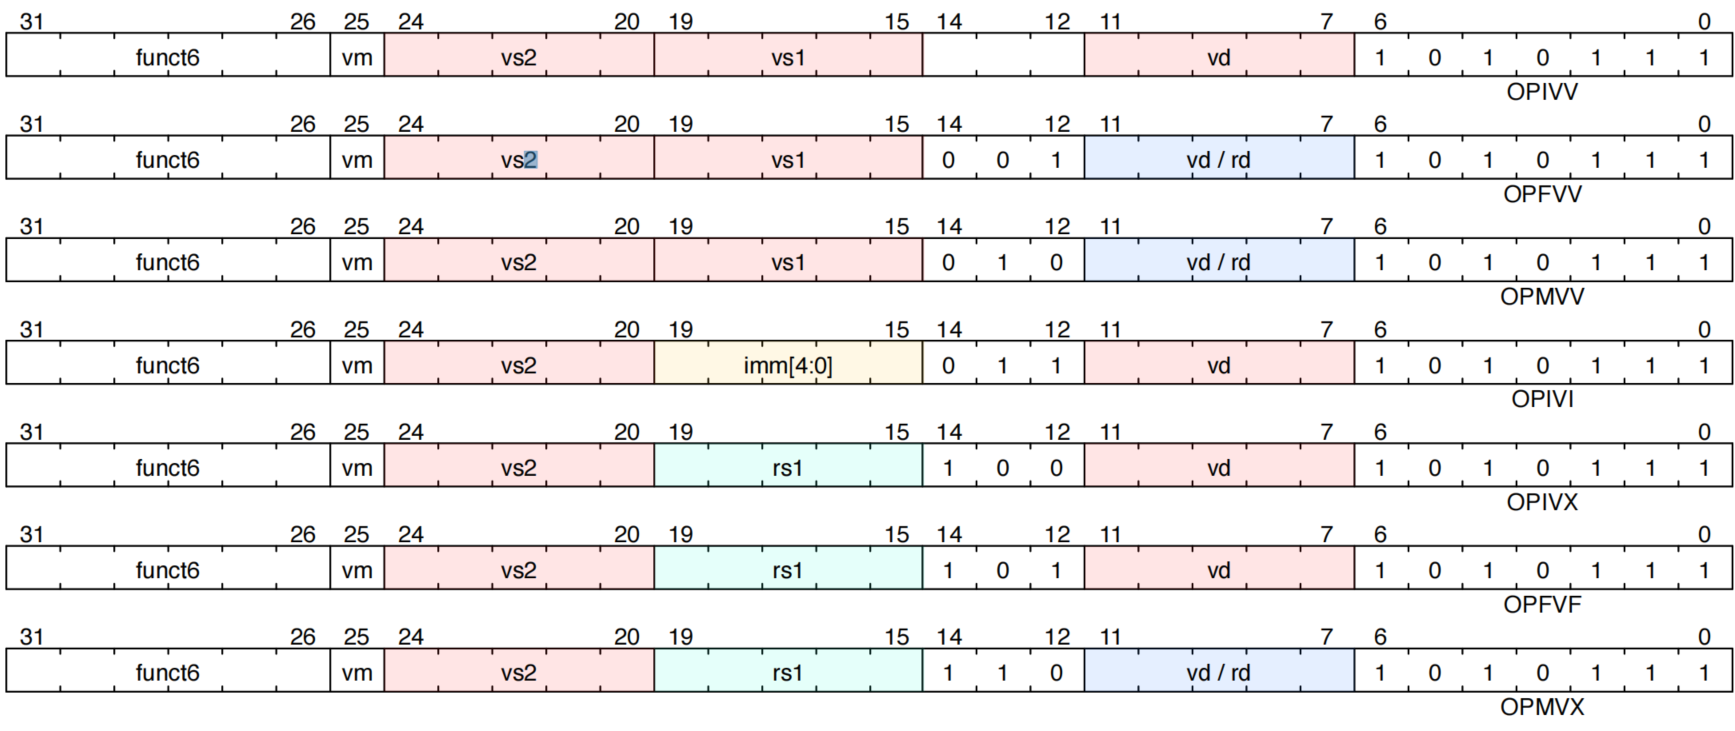 31 26 25 24 20 19 15 14 12 11 7 6 0
funct6 vm vs2 vs1 vd 1 0 1 0 1 1 1
OPIVV
31 26 25 24 20 19 15 14 12 11 7 6 0
funct6 vm vs2 vs1 0 0 1 vd / rd 1 0 1 0 1 1 1
OPFVV
31 26 25 24 20 19 15 14 12 11 7 6 0
funct6 vm vs2 vs1 0 1 0 vd / rd 1 0 1 0 1 1 1
OPMVV
31 26 25 24 20 19 15 14 12 11 7 6 0
funct6 vm vs2 imm[4:0] 0 1 1 vd 1 0 1 0 1 1 1
OPIVI
31 26 25 24 20 19 15 14 12 11 7 6 0
funct6 vm vs2 rs1 1 0 0 vd 1 0 1 0 1 1 1
OPIVX
31 26 25 24 20 19 15 14 12 11 7 6 0
funct6 vm vs2 rs1 1 0 1 vd 1 0 1 0 1 1 1
OPFVF
31 26 25 24 20 19 15 14 12 11 7 6 0
funct6 vm vs2 rs1 1 1 0 vd / rd 1 0 1 0 1 1 1
OPMVX